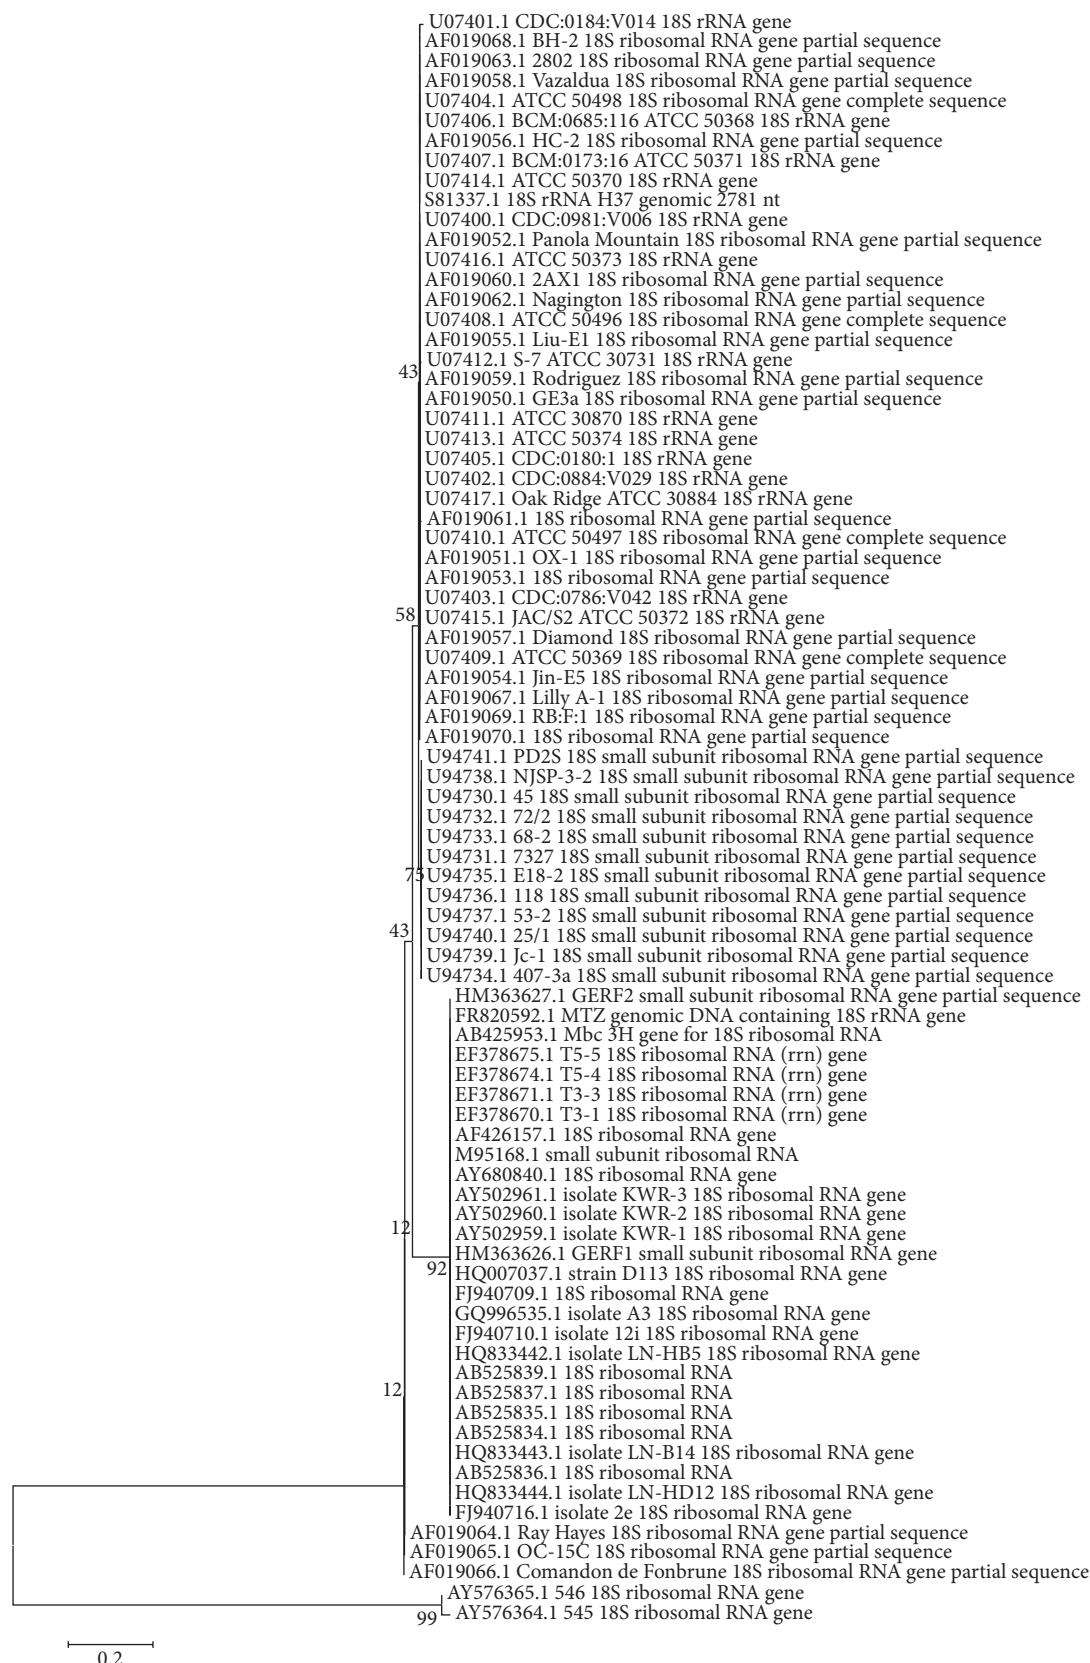 U07401.1 CDC:0184:V014 18S rRNA gene
AF019068.1 BH-2 18S ribosomal RNA gene partial sequence
AF019063.1 2802 18S ribosomal RNA gene partial sequence
AF019058.1 Vazaldua 18S ribosomal RNA gene partial sequence
U07404.1 ATCC 50498 18S ribosomal RNA gene complete sequence
U07406.1 BCM:0685:116 ATCC 50368 18S rRNA gene
AF019056.1 HC-2 18S ribosomal RNA gene partial sequence
U07407.1 BCM:0173:16 ATCC 50371 18S rRNA gene
U07414.1 ATCC 50370 18S rRNA gene
S81337.1 18S rRNA H37 genomic 2781 nt
U07400.1 CDC:0981:V006 18S rRNA gene
AF019052.1 Panola Mountain 18S ribosomal RNA gene partial sequence
U07416.1 ATCC 50373 18S rRNA gene
AF019060.1 2AX1 18S ribosomal RNA gene partial sequence
AF019062.1 Nagington 18S ribosomal RNA gene partial sequence
U07408.1 ATCC 50496 18S ribosomal RNA gene complete sequence
AF019055.1 Liu-E1 18S ribosomal RNA gene partial sequence
U07412.1 S-7 ATCC 30731 18S rRNA gene
43
AF019059.1 Rodriguez 18S ribosomal RNA gene partial sequence
AF019050.1 GE3a 18S ribosomal RNA gene partial sequence
U07411.1 ATCC 30870 18S rRNA gene
U07413.1 ATCC 50374 18S rRNA gene
U07405.1 CDC:0180:1 18S rRNA gene
U07402.1 CDC:0884:V029 18S rRNA gene
U07417.1 Oak Ridge ATCC 30884 18S rRNA gene
AF019061.1 18S ribosomal RNA gene partial sequence
U07410.1 ATCC 50497 18S ribosomal RNA gene complete sequence
AF019051.1 OX-1 18S ribosomal RNA gene partial sequence
AF019053.1 18S ribosomal RNA gene partial sequence
U07403.1 CDC:0786:V042 18S rRNA gene
58
U07415.1 JAC/S2 ATCC 50372 18S rRNA gene
AF019057.1 Diamond 18S ribosomal RNA gene partial sequence
U07409.1 ATCC 50369 18S ribosomal RNA gene complete sequence
AF019054.1 Jin-E5 18S ribosomal RNA gene partial sequence
AF019067.1 Lilly A-1 18S ribosomal RNA gene partial sequence
AF019069.1 RB:F:1 18S ribosomal RNA gene partial sequence
AF019070.1 18S ribosomal RNA gene partial sequence
U94741.1 PD2S 18S small subunit ribosomal RNA gene partial sequence
U94738.1 NJSP-3-2 18S small subunit ribosomal RNA gene partial sequence
U94730.1 45 18S small subunit ribosomal RNA gene partial sequence
U94732.1 72/2 18S small subunit ribosomal RNA gene partial sequence
U94733.1 68-2 18S small subunit ribosomal RNA gene partial sequence
U94731.1 7327 18S small subunit ribosomal RNA gene partial sequence
75
U94735.1 E18-2 18S small subunit ribosomal RNA gene partial sequence
U94736.1 118 18S small subunit ribosomal RNA gene partial sequence
U94737.1 53-2 18S small subunit ribosomal RNA gene partial sequence
43
U94740.1 25/1 18S small subunit ribosomal RNA gene partial sequence
U94739.1 Jc-1 18S small subunit ribosomal RNA gene partial sequence
U94734.1 407-3a 18S small subunit ribosomal RNA gene partial sequence
HM363627.1 GERF2 small subunit ribosomal RNA gene partial sequence
FR820592.1 MTZ genomic DNA containing 18S rRNA gene
AB425953.1 Mbc 3H gene for 18S ribosomal RNA
EF378675.1 T5-5 18S ribosomal RNA (rrn) gene
EF378674.1 T5-4 18S ribosomal RNA (rrn) gene
EF378671.1 T3-3 18S ribosomal RNA (rrn) gene
EF378670.1 T3-1 18S ribosomal RNA (rrn) gene
AF426157.1 18S ribosomal RNA gene
M95168.1 small subunit ribosomal RNA
AY680840.1 18S ribosomal RNA gene
AY502961.1 isolate KWR-3 18S ribosomal RNA gene
AY502960.1 isolate KWR-2 18S ribosomal RNA gene
12
AY502959.1 isolate KWR-1 18S ribosomal RNA gene
HM363626.1 GERF1 small subunit ribosomal RNA gene
92
HQ007037.1 strain D113 18S ribosomal RNA gene
FJ940709.1 18S ribosomal RNA gene
GQ996535.1 isolate A3 18S ribosomal RNA gene
FJ940710.1 isolate 12i 18S ribosomal RNA gene
HQ833442.1 isolate LN-HB5 18S ribosomal RNA gene
AB525839.1 18S ribosomal RNA
12
AB525837.1 18S ribosomal RNA
AB525835.1 18S ribosomal RNA
AB525834.1 18S ribosomal RNA
HQ833443.1 isolate LN-B14 18S ribosomal RNA gene
AB525836.1 18S ribosomal RNA
HQ833444.1 isolate LN-HD12 18S ribosomal RNA gene
FJ940716.1 isolate 2e 18S ribosomal RNA gene
AF019064.1 Ray Hayes 18S ribosomal RNA gene partial sequence
AF019065.1 OC-15C 18S ribosomal RNA gene partial sequence
AF019066.1 Comandon de Fonbrune 18S ribosomal RNA gene partial sequence
AY576365.1 546 18S ribosomal RNA gene
99
AY576364.1 545 18S ribosomal RNA gene
0.2